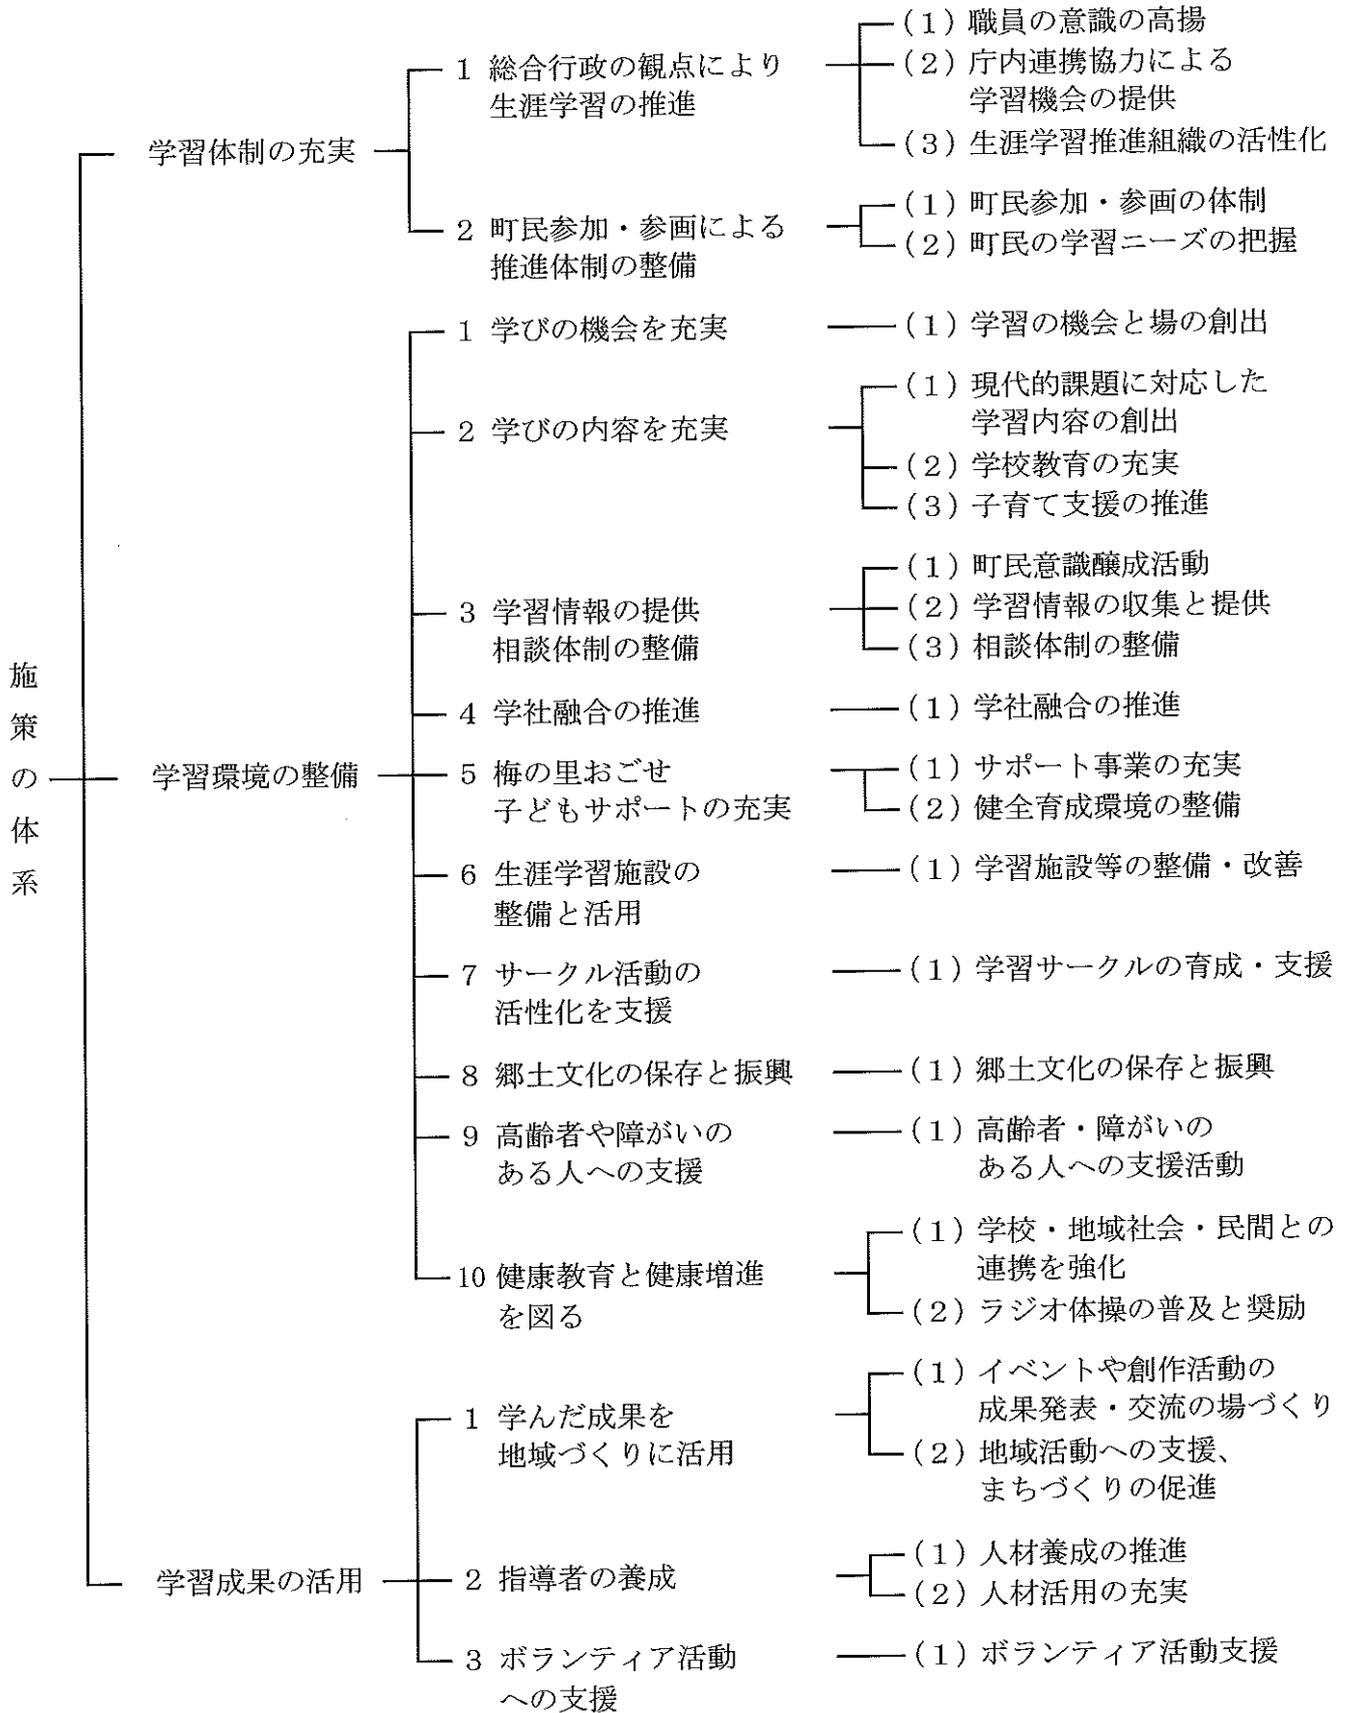 施策の体系
学習体制の充実
1 総合行政の観点により
生涯学習の推進
(1) 職員の意識の高揚
(2) 庁内連携協力による
学習機会の提供
(3) 生涯学習推進組織の活性化
2 町民参加・参画による
推進体制の整備
(1) 町民参加・参画の体制
(2) 町民の学習ニーズの把握
学習環境の整備
1 学びの機会を充実
(1) 学習の機会と場の創出
2 学びの内容を充実
(1) 現代的課題に対応した
学習内容の創出
(2) 学校教育の充実
(3) 子育て支援の推進
3 学習情報の提供
相談体制の整備
(1) 町民意識醸成活動
(2) 学習情報の収集と提供
(3) 相談体制の整備
4 学社融合の推進
(1) 学社融合の推進
5 梅の里おごせ
子どもサポートの充実
(1) サポート事業の充実
(2) 健全育成環境の整備
6 生涯学習施設の
整備と活用
(1) 学習施設等の整備・改善
7 サークル活動の
活性化を支援
(1) 学習サークルの育成・支援
8 郷土文化の保存と振興
(1) 郷土文化の保存と振興
9 高齢者や障がいの
ある人への支援
(1) 高齢者・障がいの
ある人への支援活動
10 健康教育と健康増進
を図る
(1) 学校・地域社会・民間との
連携を強化
(2) ラジオ体操の普及と奨励
学習成果の活用
1 学んだ成果を
地域づくりに活用
(1) イベントや創作活動の
成果発表・交流の場づくり
(2) 地域活動への支援、
まちづくりの促進
2 指導者の養成
(1) 人材養成の推進
(2) 人材活用の充実
3 ボランティア活動
への支援
(1) ボランティア活動支援